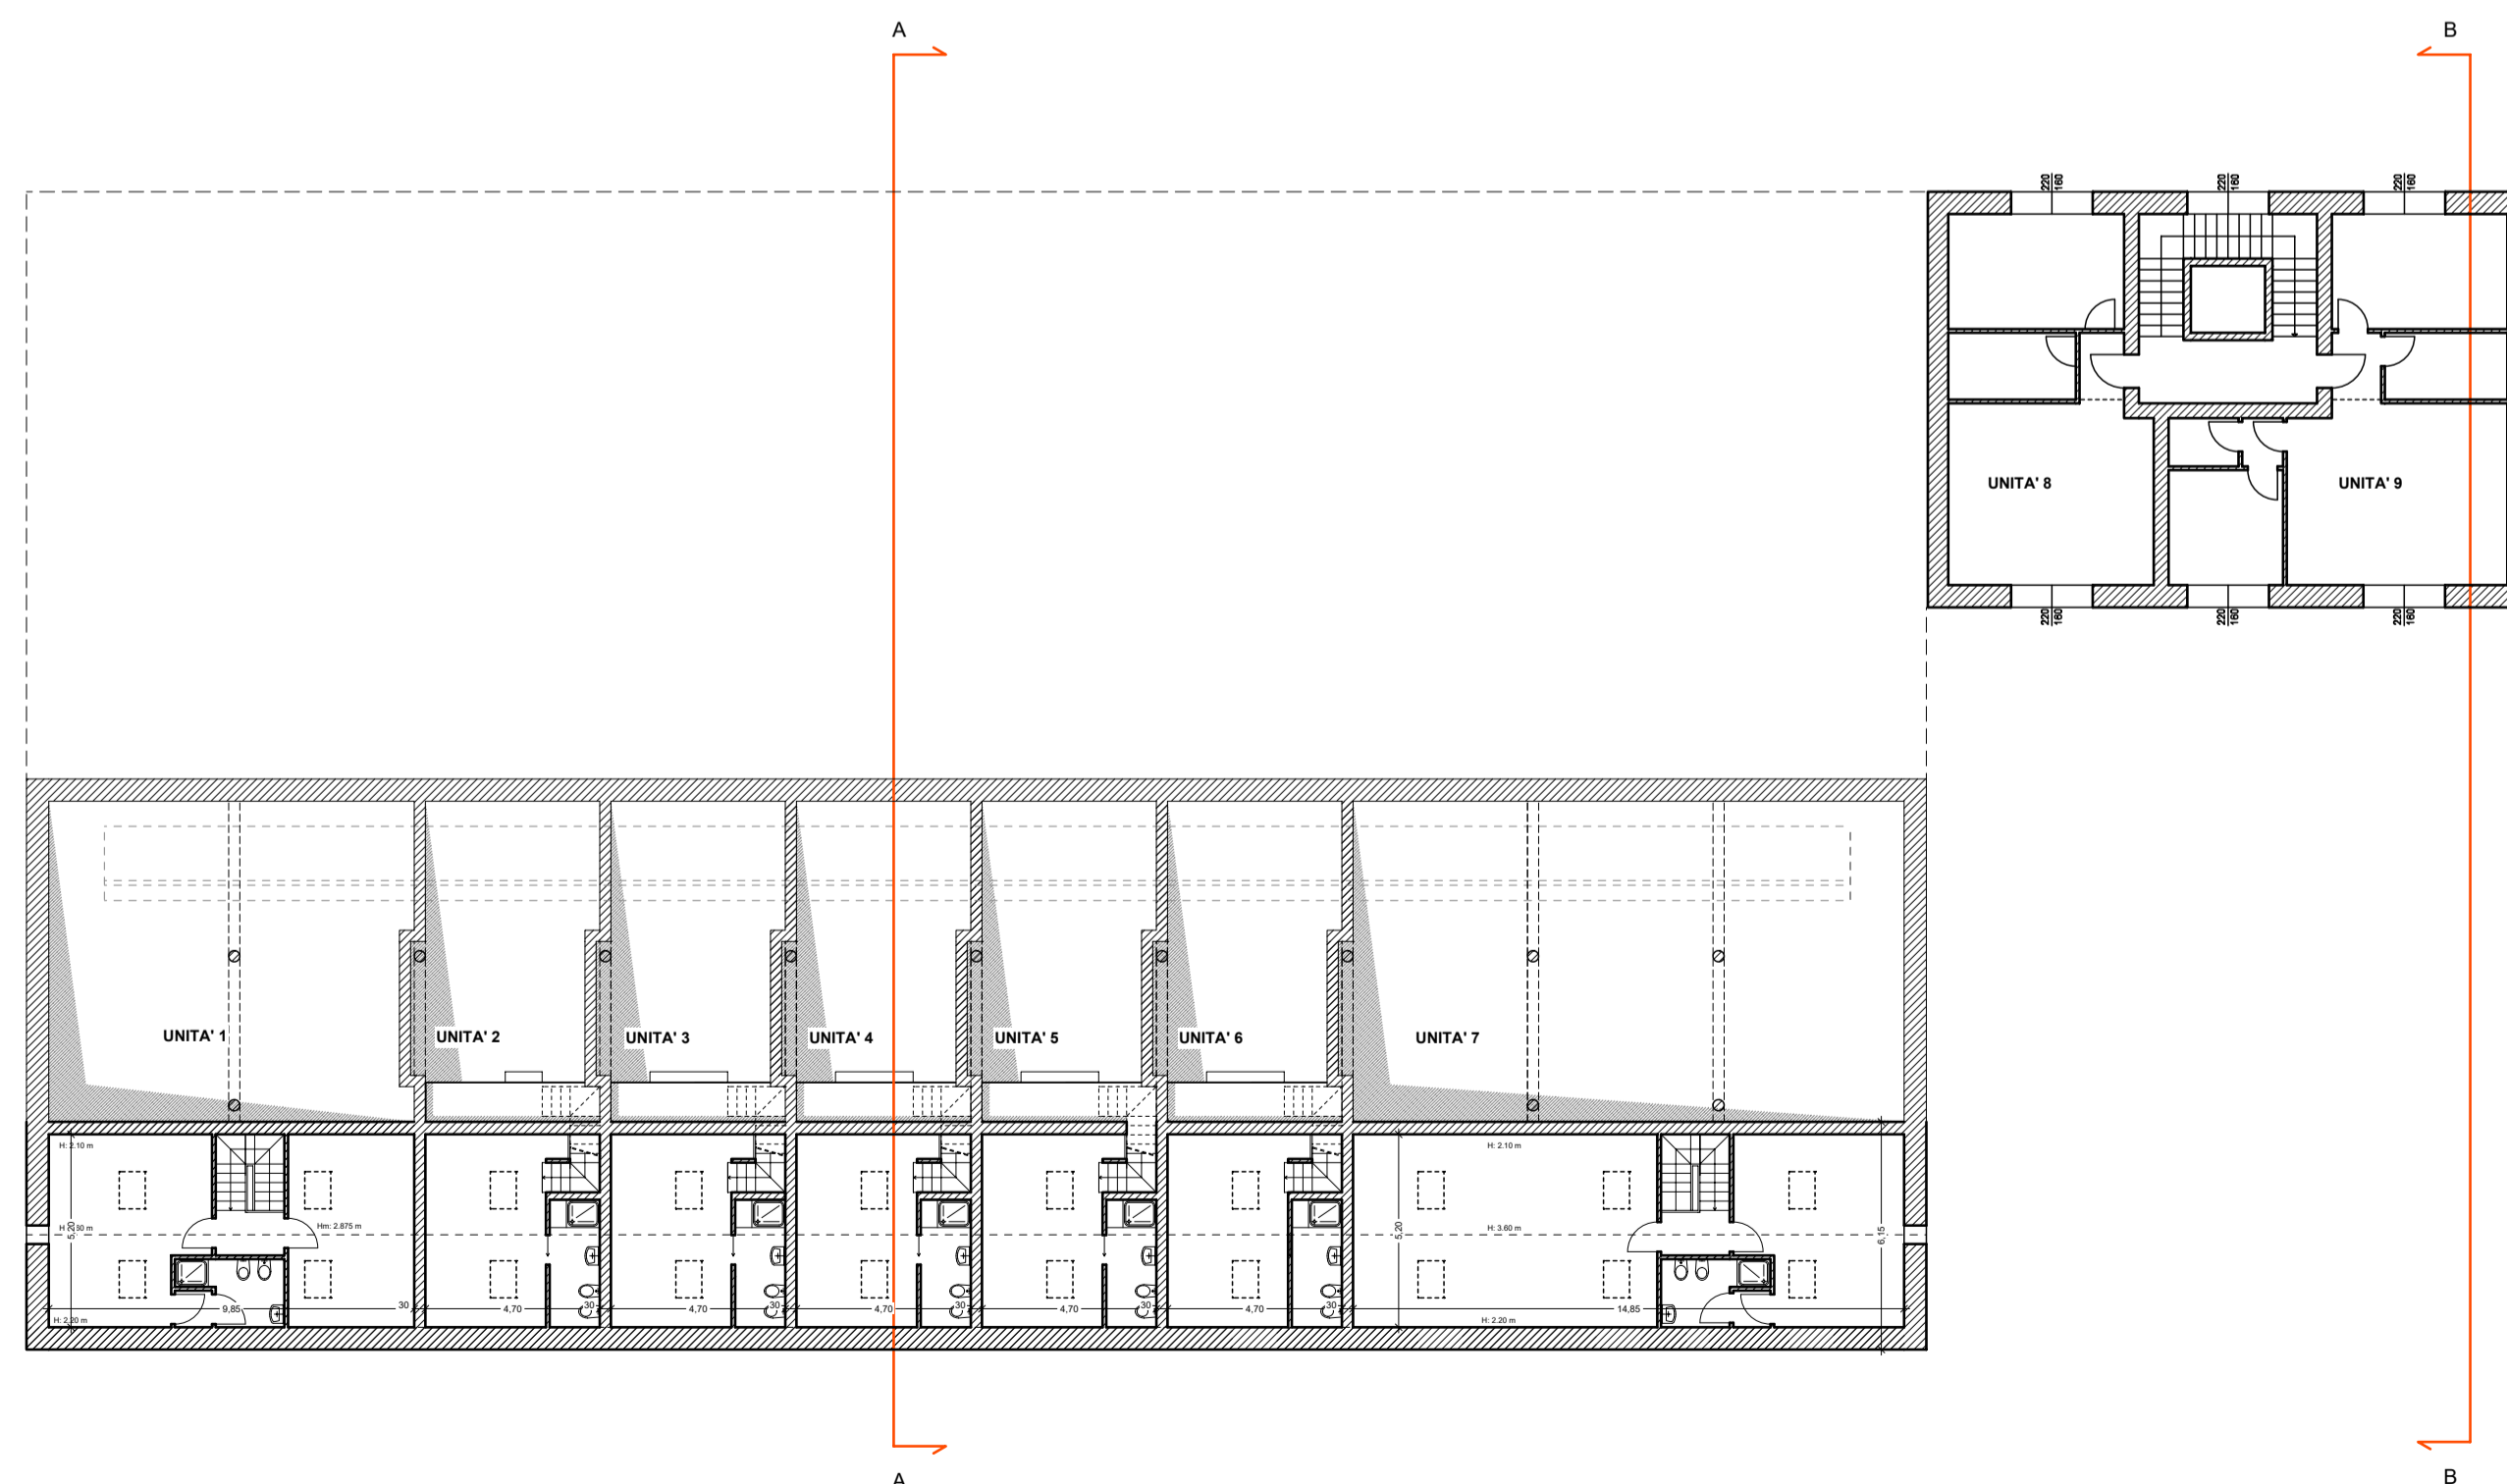 A B
220 160 220 160 220 160
UNITA' 8 UNITA' 9
220 160 220 160 220 160
UNITA' 1 UNITA' 2 UNITA' 3 UNITA' 4 UNITA' 5 UNITA' 6 UNITA' 7
H: 2.10 m H: 2.10 m
5,20 Hm: 2.875 m 5,20 H: 3.60 m 6,15
9,85 30 4,70 30 4,70 30 4,70 30 4,70 30 4,70 30 14,85
H: 2.20 m H: 2.20 m
A B